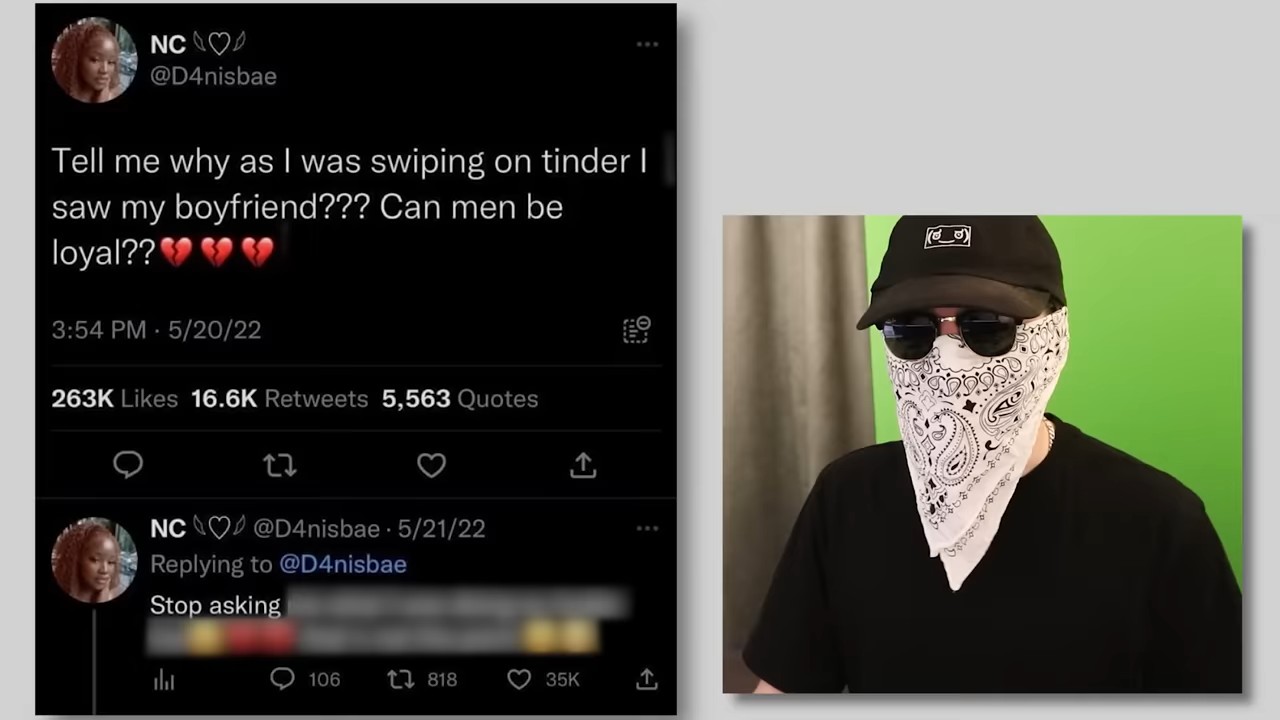 NC
@D4nisbae
Tell me why as I was swiping on tinder I
saw my boyfriend??? Can men be
loyal??💔💔💔
3:54 PM · 5/20/22
263K Likes 16.6K Retweets 5,563 Quotes
NC @D4nisbae · 5/21/22
Replying to @D4nisbae
Stop asking
106 818 35K